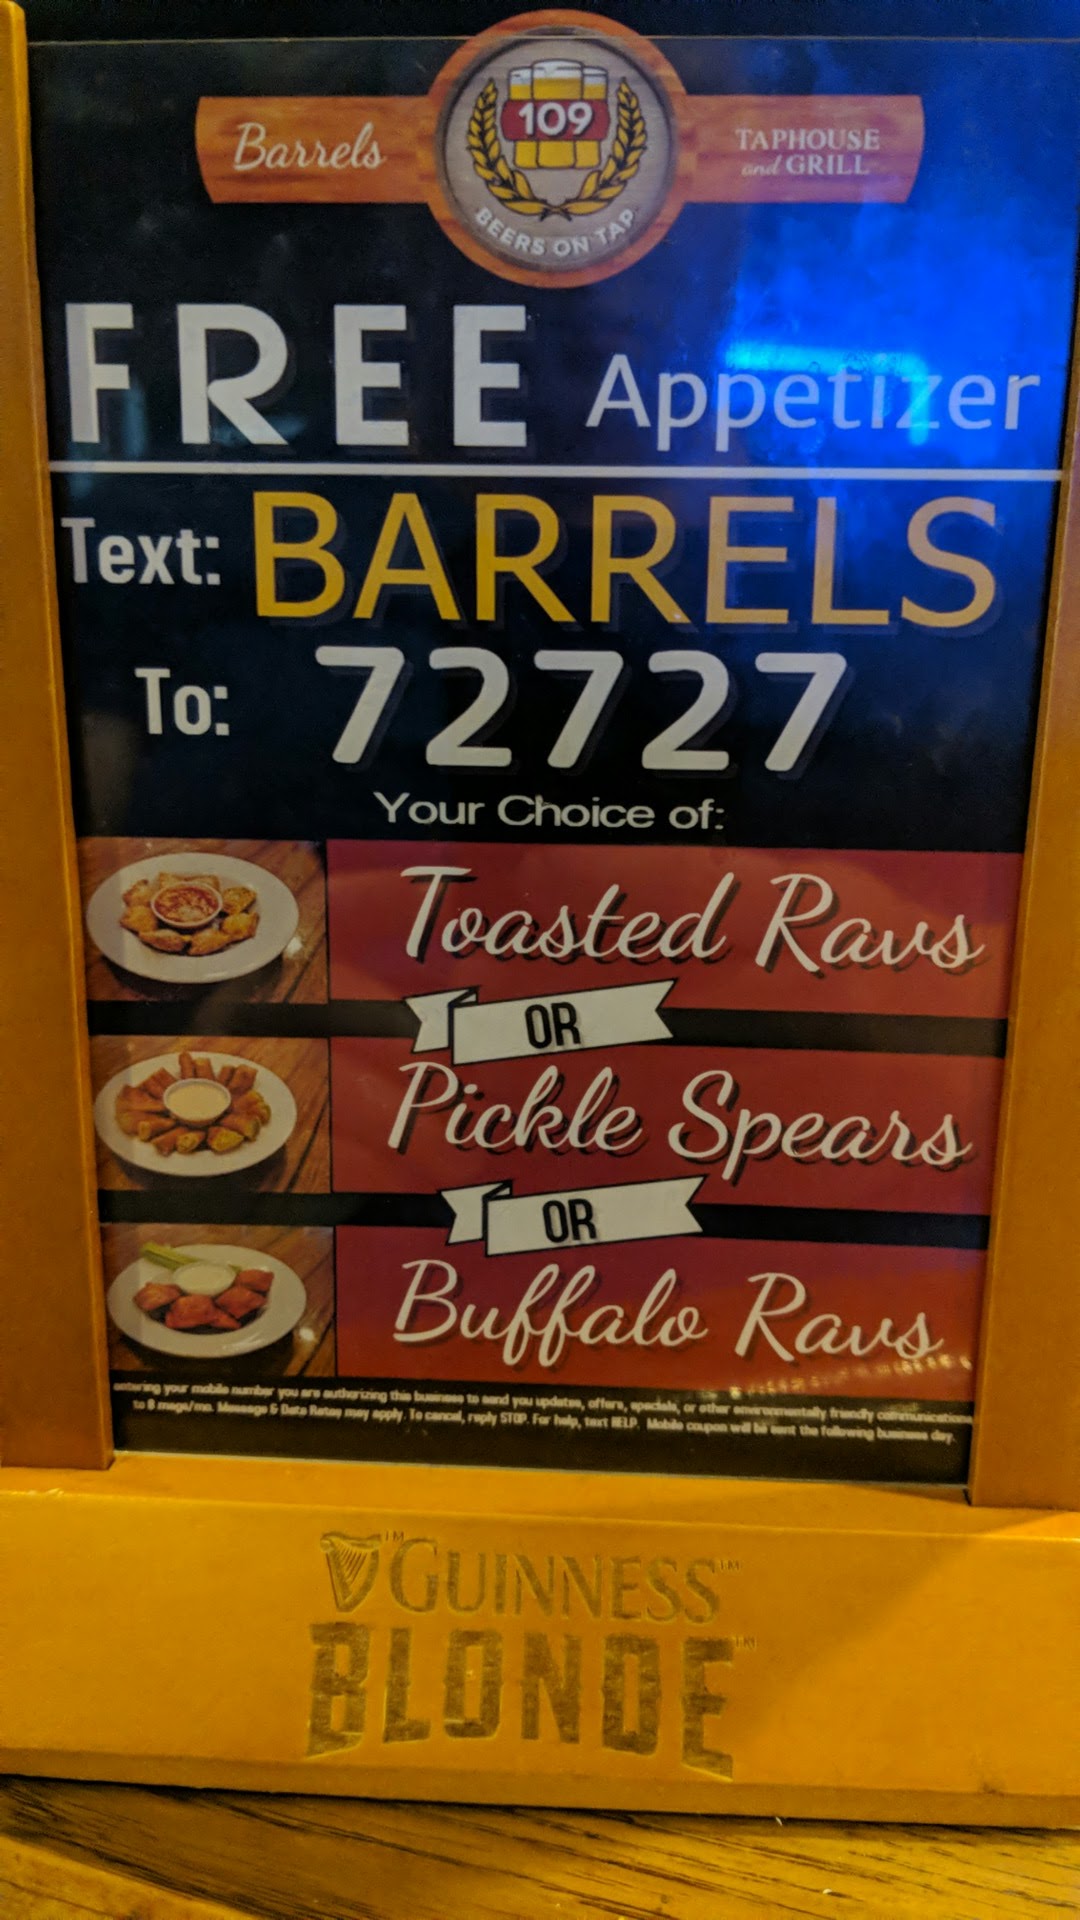 Barrels
109
BEERS ON TAP
TAPHOUSE
and GRILL
FREE Appetizer
Text: BARRELS
To: 72727
Your Choice of:
Toasted Ravs
OR
Pickle Spears
OR
Buffalo Ravs
entering your mobile number you are authorizing this business to send you updates, offers, specials, or other environmentally friendly communications
to 8 msgs/mo. Message & Data Rates may apply. To cancel, reply STOP. For help, text HELP. Mobile coupon will be sent the following business day.
™GUINNESS™
BLONDE™